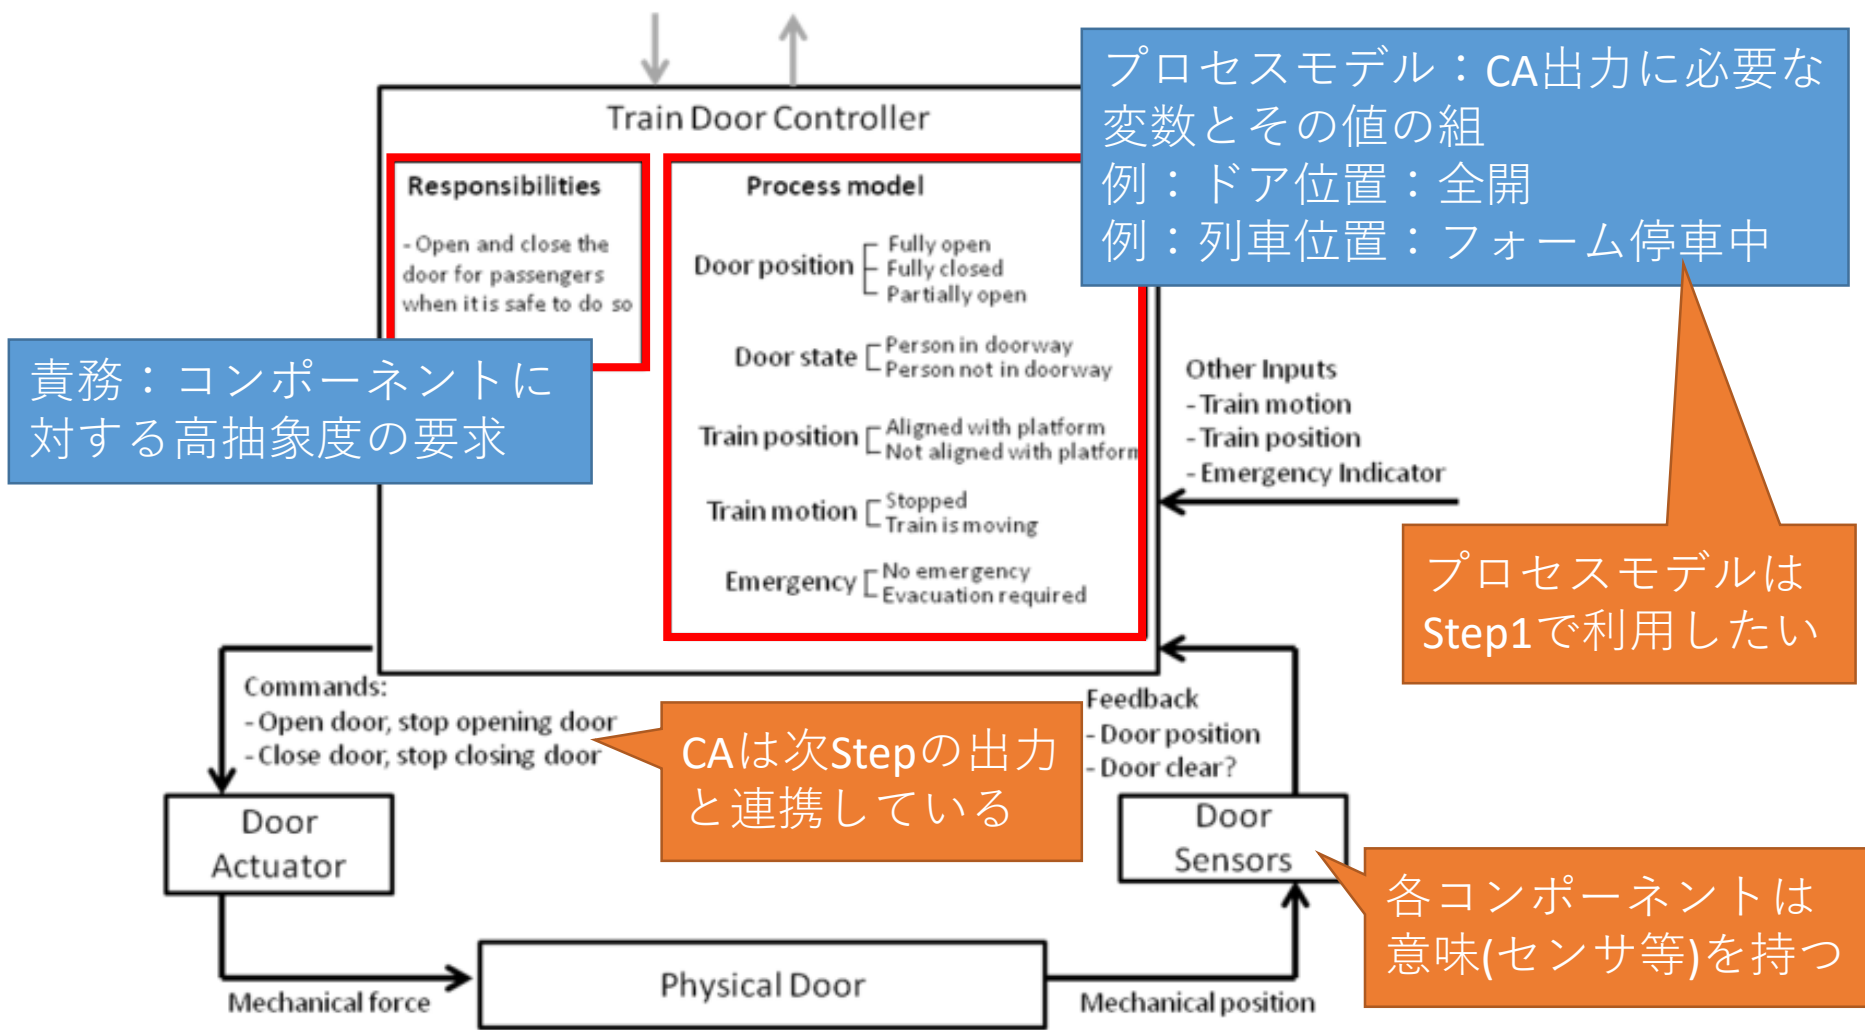 Train Door Controller
プロセスモデル：CA出力に必要な
変数とその値の組
例：ドア位置：全開
例：列車位置：フォーム停車中
Responsibilities
- Open and close the
door for passengers
when it is safe to do so
Process model
Door position
Fully open
Fully closed
Partially open
Door state
Person in doorway
Person not in doorway
Train position
Aligned with platform
Not aligned with platform
Train motion
Stopped
Train is moving
Emergency
No emergency
Evacuation required
責務：コンポーネントに
対する高抽象度の要求
Other Inputs
- Train motion
- Train position
- Emergency Indicator
プロセスモデルは
Step1で利用したい
Commands:
- Open door, stop opening door
- Close door, stop closing door
CAは次Stepの出力
と連携している
Feedback
- Door position
- Door clear?
Door
Actuator
Door
Sensors
各コンポーネントは
意味(センサ等)を持つ
Mechanical force
Physical Door
Mechanical position